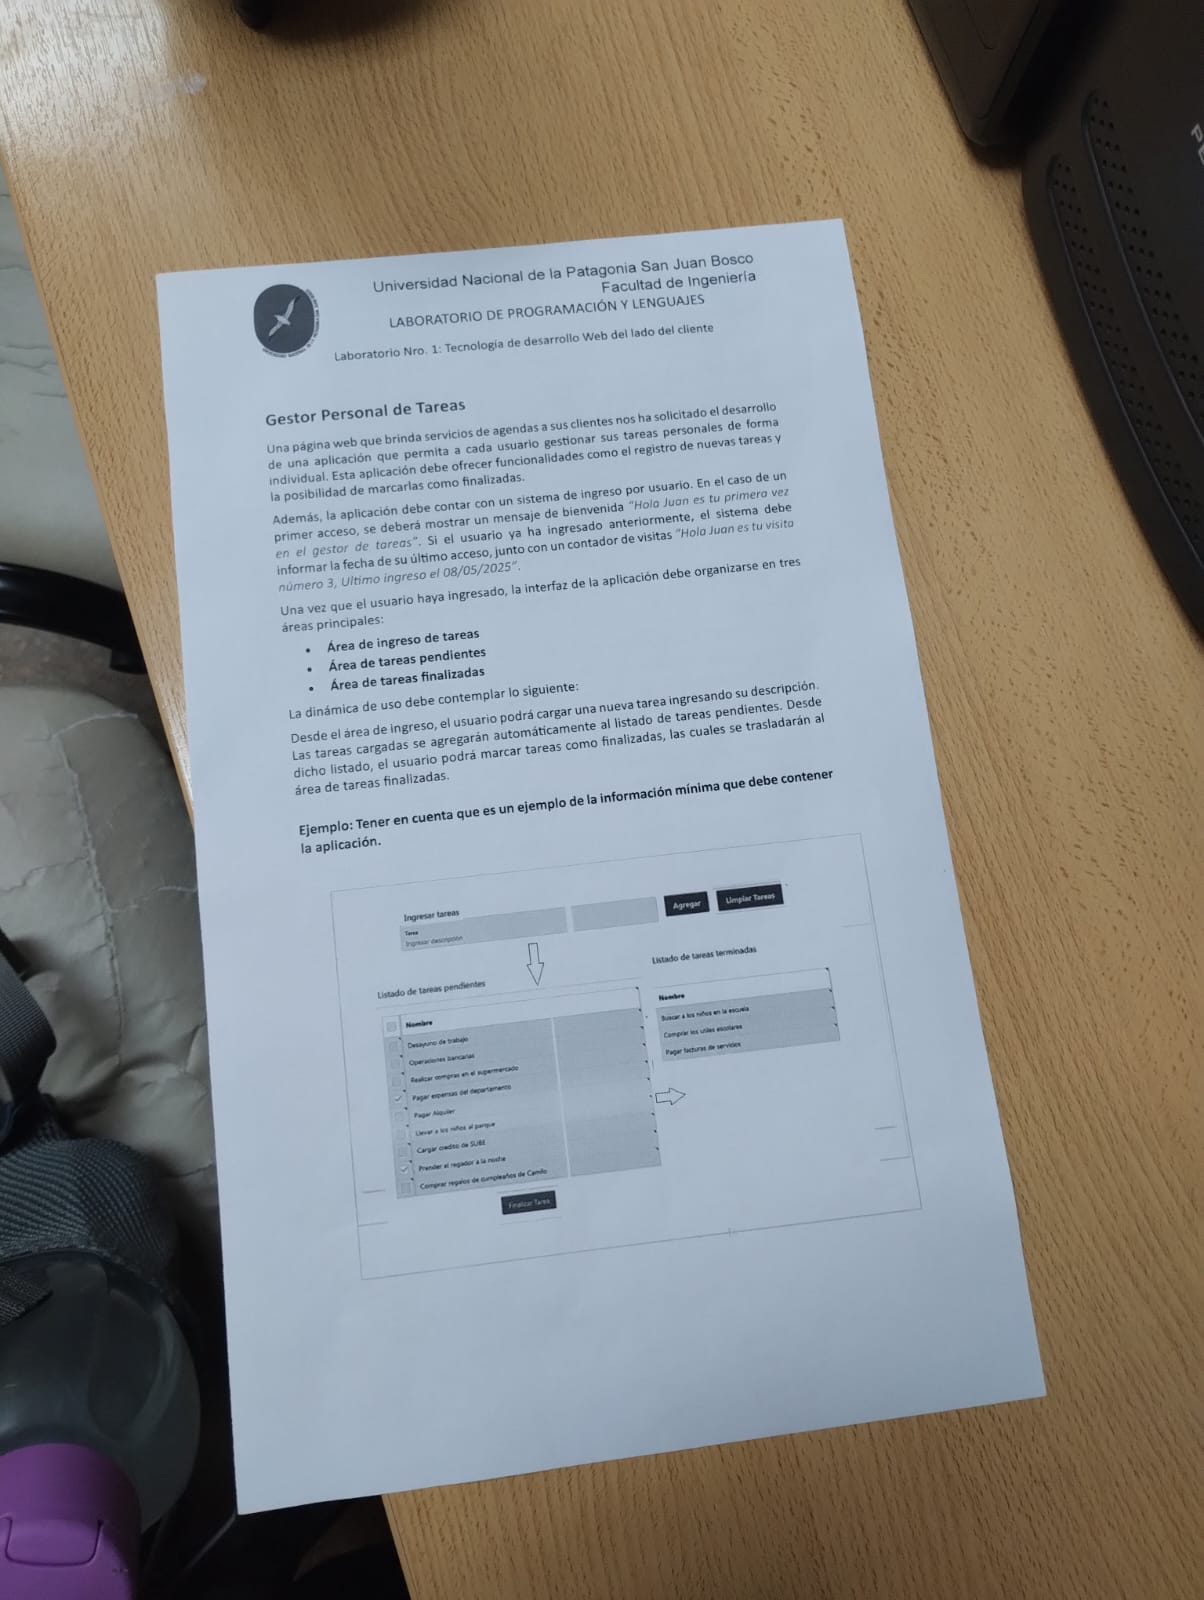 Universidad Nacional de la Patagonia San Juan Bosco
Facultad de Ingeniería
LABORATORIO DE PROGRAMACIÓN Y LENGUAJES
Laboratorio Nro. 1: Tecnología de desarrollo Web del lado del cliente
Gestor Personal de Tareas
Una página web que brinda servicios de agendas a sus clientes nos ha solicitado el desarrollo
de una aplicación que permita a cada usuario gestionar sus tareas personales de forma
individual. Esta aplicación debe ofrecer funcionalidades como el registro de nuevas tareas y
la posibilidad de marcarlas como finalizadas.
Además, la aplicación debe contar con un sistema de ingreso por usuario. En el caso de un
primer acceso, se deberá mostrar un mensaje de bienvenida "Hola Juan es tu primera vez
en el gestor de tareas". Si el usuario ya ha ingresado anteriormente, el sistema debe
informar la fecha de su último acceso, junto con un contador de visitas "Hola Juan es tu visita
número 3, Ultimo ingreso el 08/05/2025".
Una vez que el usuario haya ingresado, la interfaz de la aplicación debe organizarse en tres
áreas principales:
• Área de ingreso de tareas
• Área de tareas pendientes
• Área de tareas finalizadas
La dinámica de uso debe contemplar lo siguiente:
Desde el área de ingreso, el usuario podrá cargar una nueva tarea ingresando su descripción.
Las tareas cargadas se agregarán automáticamente al listado de tareas pendientes. Desde
dicho listado, el usuario podrá marcar tareas como finalizadas, las cuales se trasladarán al
área de tareas finalizadas.
Ejemplo: Tener en cuenta que es un ejemplo de la información mínima que debe contener
la aplicación.
Ingresar tareas
Tarea
Ingresar descripción
Agregar
Limpiar Tareas
Listado de tareas pendientes
Nombre
Desayuno de trabajo
Operaciones bancarias
Realizar compras en el supermercado
Pagar expensas del departamento
Pagar Alquiler
Llevar a los niños al parque
Cargar credito de SUBE
Prender el regador a la noche
Comprar regalos de cumpleaños de Camilo
Finalizar Tarea
Listado de tareas terminadas
Nombre
Buscar a los niños en la escuela
Comprar los utiles escolares
Pagar facturas de servicios